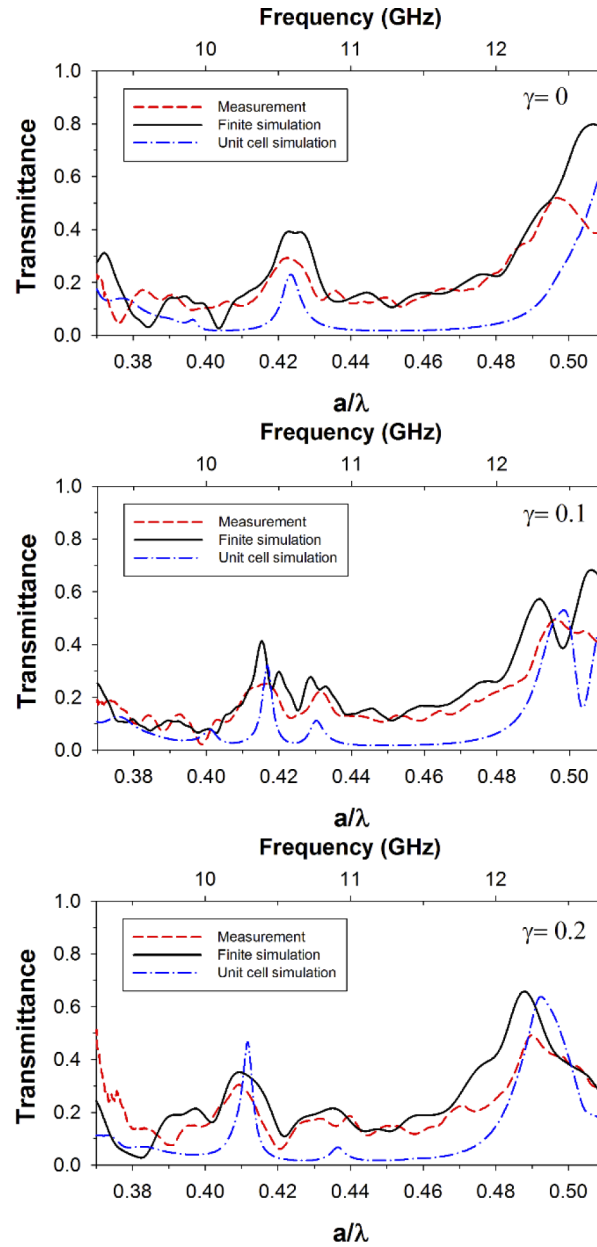 Frequency (GHz)
10 11 12
1.0
0.8
0.6
0.4
0.2
0.0
Transmittance
Measurement
Finite simulation
Unit cell simulation
γ= 0
0.38 0.40 0.42 0.44 0.46 0.48 0.50
a/λ
Frequency (GHz)
10 11 12
1.0
0.8
0.6
0.4
0.2
0.0
Transmittance
Measurement
Finite simulation
Unit cell simulation
γ= 0.1
0.38 0.40 0.42 0.44 0.46 0.48 0.50
a/λ
Frequency (GHz)
10 11 12
1.0
0.8
0.6
0.4
0.2
0.0
Transmittance
Measurement
Finite simulation
Unit cell simulation
γ= 0.2
0.38 0.40 0.42 0.44 0.46 0.48 0.50
a/λ